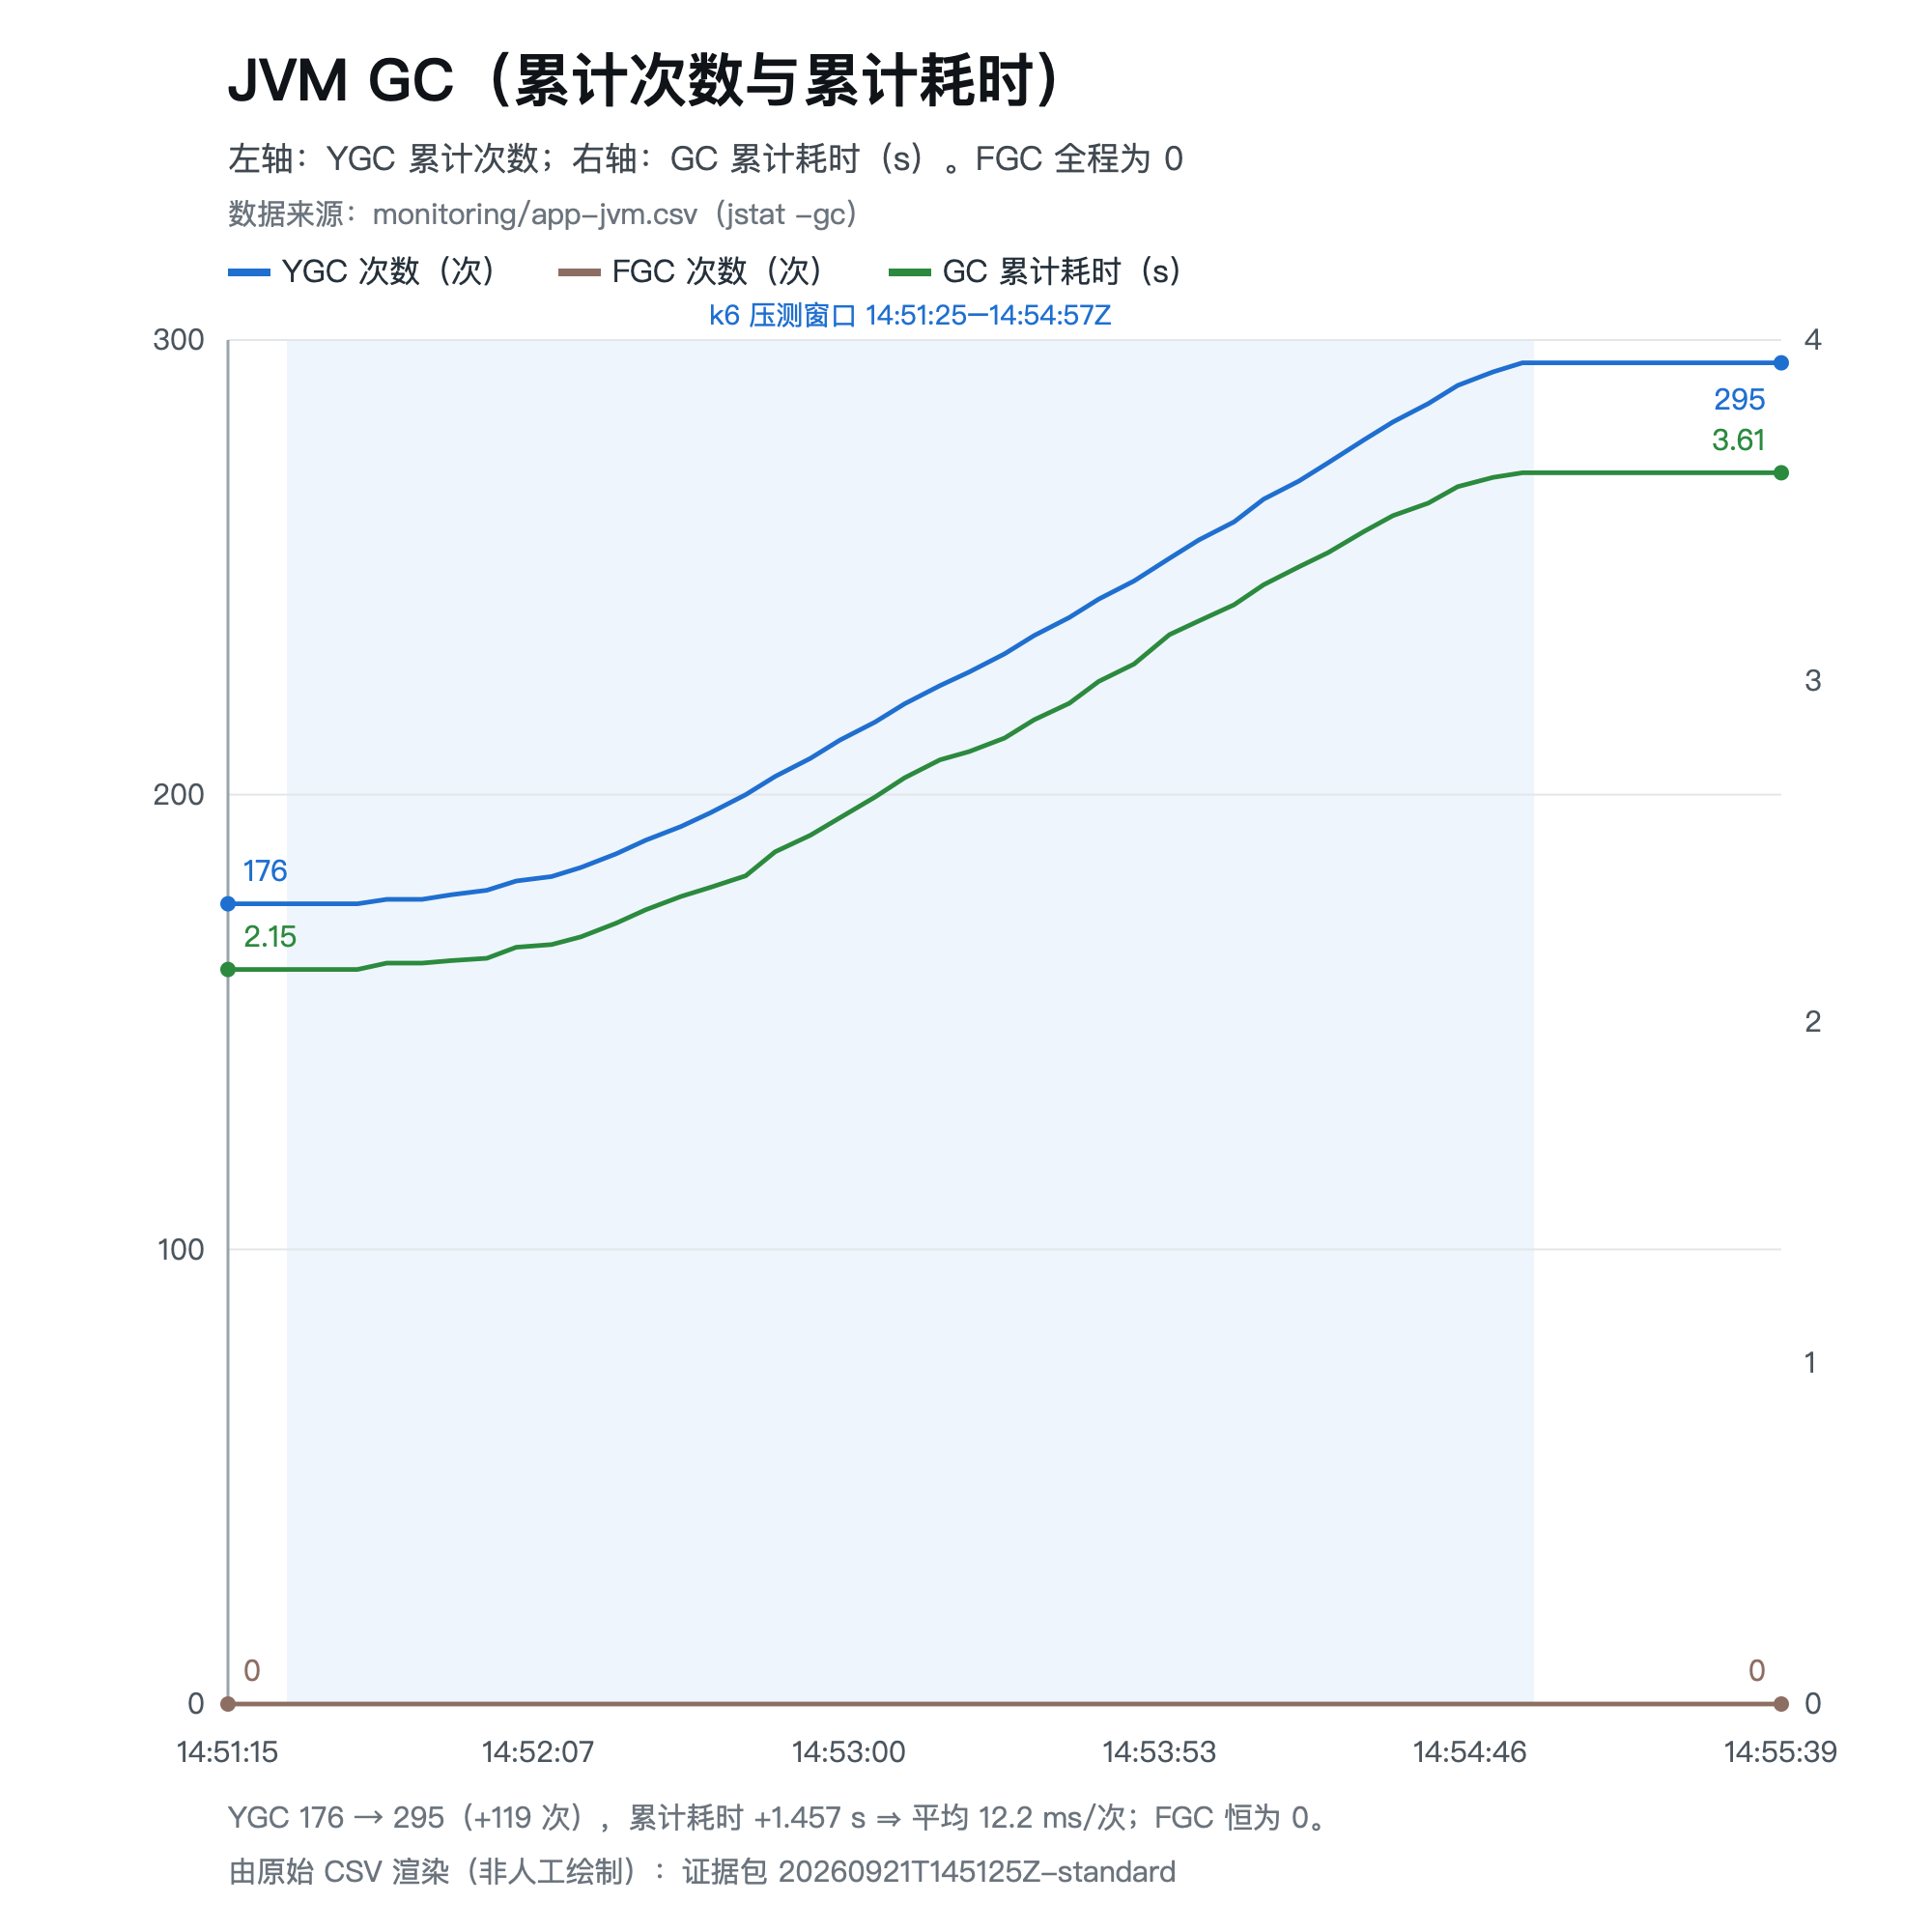 JVM GC（累计次数与累计耗时）
左轴：YGC 累计次数；右轴：GC 累计耗时（s）。FGC 全程为 0
数据来源：monitoring/app-jvm.csv（jstat -gc）
YGC 次数（次） FGC 次数（次） GC 累计耗时（s）
k6 压测窗口 14:51:25—14:54:57Z
300 4
295
3.61
3
200
176
2.15
2
100
1
0 0
0 0
14:51:15 14:52:07 14:53:00 14:53:53 14:54:46 14:55:39
YGC 176 → 295（+119 次），累计耗时 +1.457 s ⇒ 平均 12.2 ms/次；FGC 恒为 0。
由原始 CSV 渲染（非人工绘制）：证据包 20260921T145125Z-standard